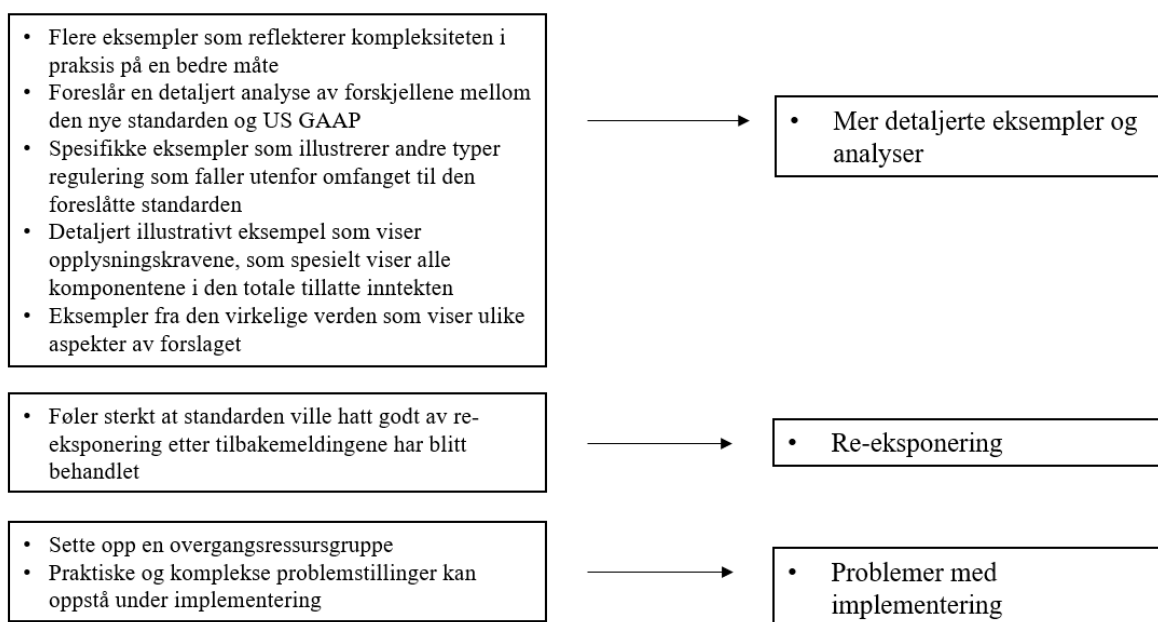 • Flere eksempler som reflekterer kompleksiteten i
praksis på en bedre måte
• Foreslår en detaljert analyse av forskjellene mellom
den nye standarden og US GAAP
• Spesifikke eksempler som illustrerer andre typer
regulering som faller utenfor omfanget til den
foreslåtte standarden
• Detaljert illustrativt eksempel som viser
opplysningskravene, som spesielt viser alle
komponentene i den totale tillatte inntekten
• Eksempler fra den virkelige verden som viser ulike
aspekter av forslaget
• Mer detaljerte eksempler og
analyser
• Føler sterkt at standarden ville hatt godt av re-
eksponering etter tilbakemeldingene har blitt
behandlet
• Re-eksponering
• Sette opp en overgangsressursgruppe
• Praktiske og komplekse problemstillinger kan
oppstå under implementering
• Problemer med
implementering